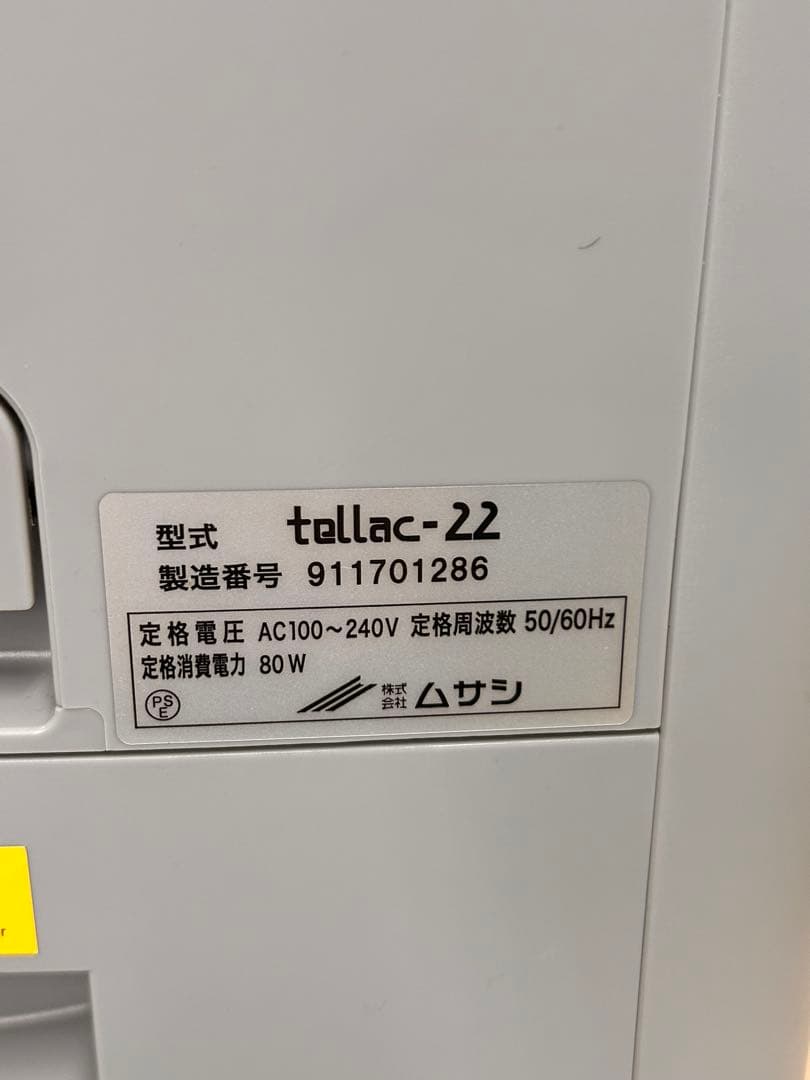 型式 tellac-22
製造番号 911701286
定格電圧 AC100～240V 定格周波数 50/60Hz
定格消費電力 80W
PSE 株式会社 ムサシ
r